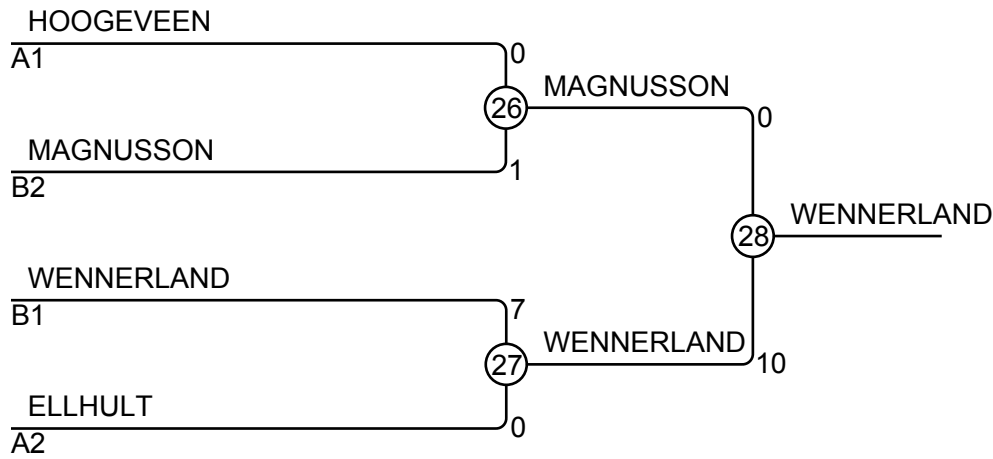 HOOGEVEEN
A1
0
26
MAGNUSSON
0
MAGNUSSON
B2
1
28
WENNERLAND
WENNERLAND
B1
7
27
WENNERLAND
10
ELLHULT
A2
0